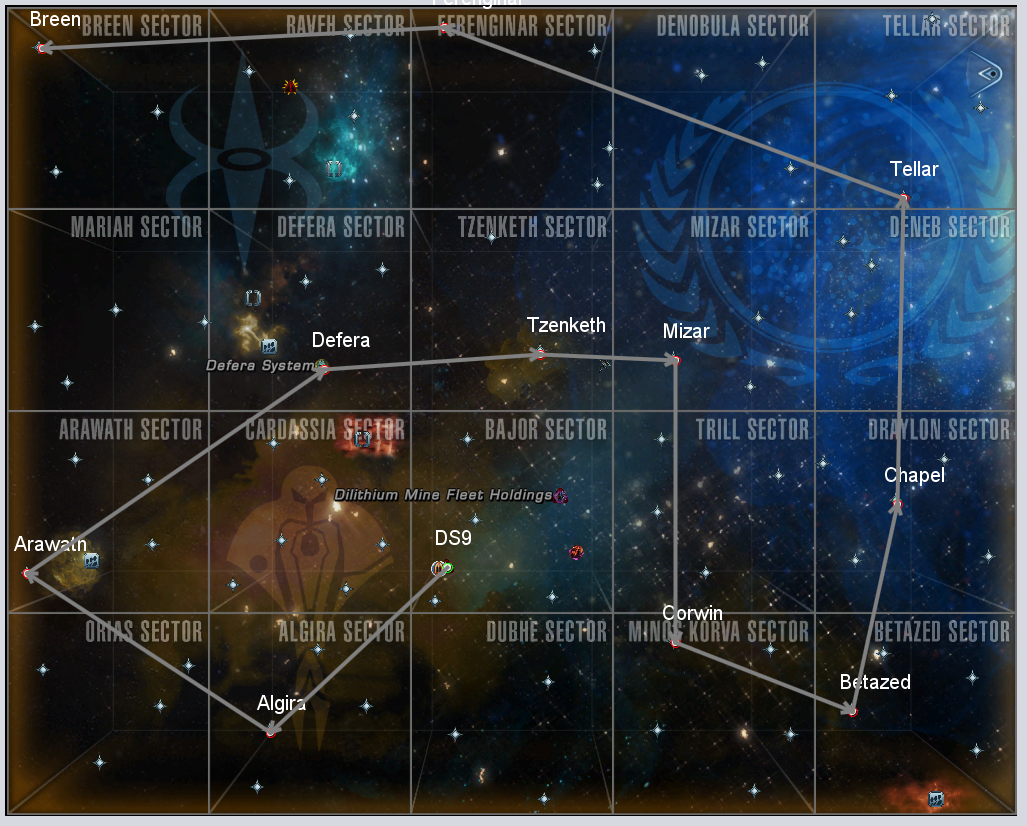 Ferenginar
Breen
BREEN SECTOR
RAVEH SECTOR
FERENGINAR SECTOR
DENOBULA SECTOR
TELLAR SECTOR
Tellar
MARIAH SECTOR
DEFERA SECTOR
TZENKETH SECTOR
MIZAR SECTOR
DENEB SECTOR
Defera
Tzenketh
Mizar
Defera System
ARAWATH SECTOR
CARDASSIA SECTOR
BAJOR SECTOR
TRILL SECTOR
DRAYLON SECTOR
Chapel
Dilithium Mine Fleet Holdings
Arawath
DS9
Corwin
ORIAS SECTOR
ALGIRA SECTOR
DUBHE SECTOR
MINOS KORVA SECTOR
BETAZED SECTOR
Betazed
Algira